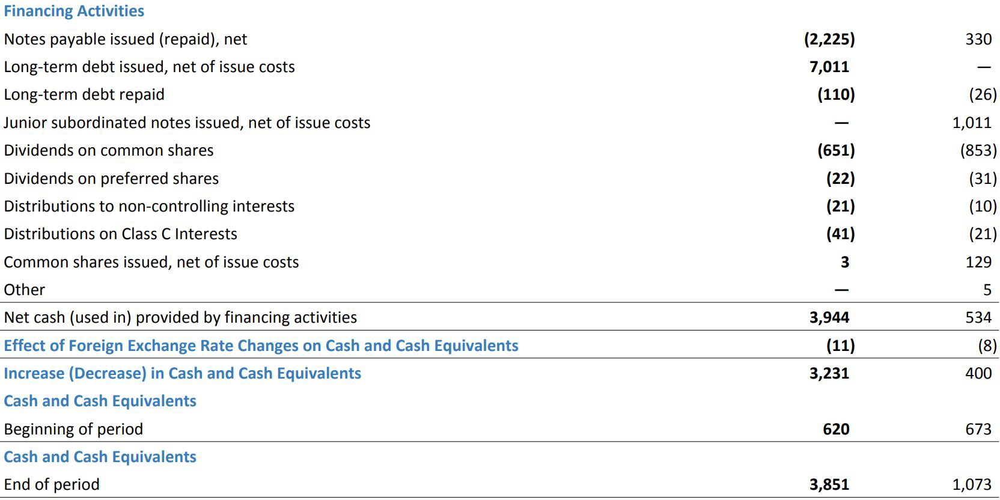 Financing Activities
Notes payable issued (repaid), net (2,225) 330
Long-term debt issued, net of issue costs 7,011 —
Long-term debt repaid (110) (26)
Junior subordinated notes issued, net of issue costs — 1,011
Dividends on common shares (651) (853)
Dividends on preferred shares (22) (31)
Distributions to non-controlling interests (21) (10)
Distributions on Class C Interests (41) (21)
Common shares issued, net of issue costs 3 129
Other — 5
Net cash (used in) provided by financing activities 3,944 534
Effect of Foreign Exchange Rate Changes on Cash and Cash Equivalents (11) (8)
Increase (Decrease) in Cash and Cash Equivalents 3,231 400
Cash and Cash Equivalents
Beginning of period 620 673
Cash and Cash Equivalents
End of period 3,851 1,073